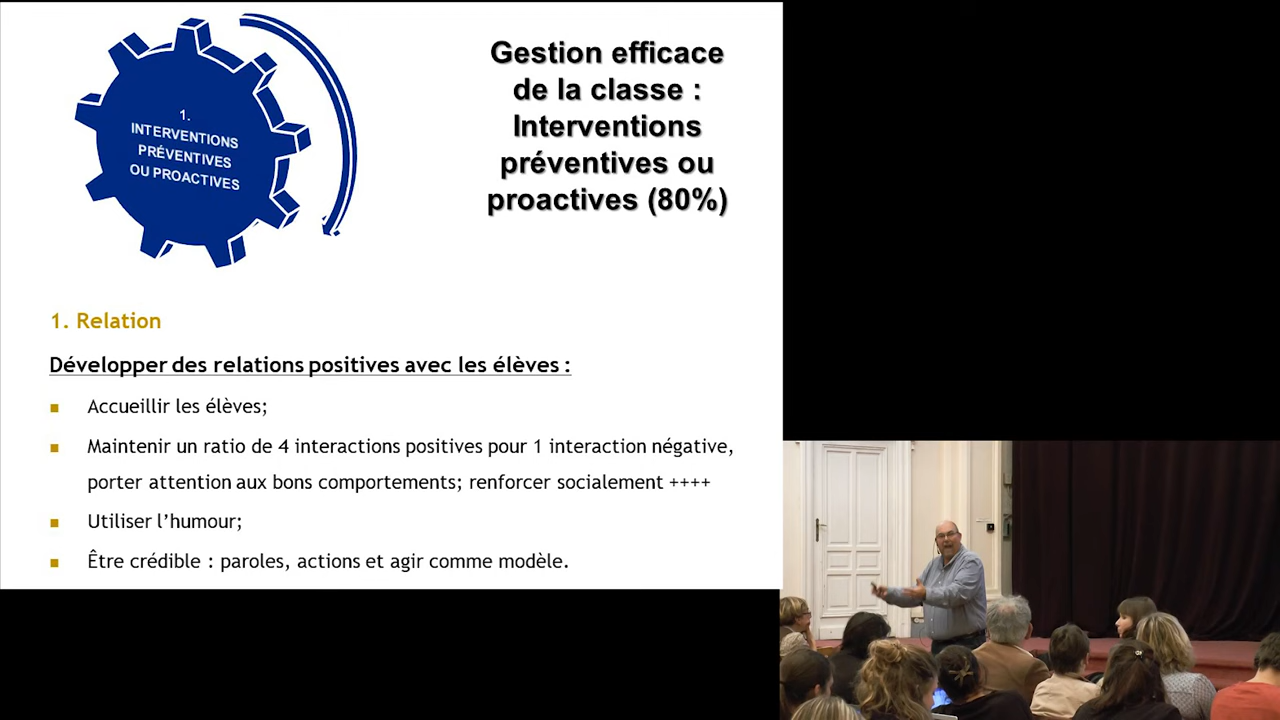 1.
INTERVENTIONS
PRÉVENTIVES
OU PROACTIVES
Gestion efficace
de la classe :
Interventions
préventives ou
proactives (80%)
1. Relation
Développer des relations positives avec les élèves :
Accueillir les élèves;
Maintenir un ratio de 4 interactions positives pour 1 interaction négative,
porter attention aux bons comportements; renforcer socialement ++++
Utiliser l’humour;
Être crédible : paroles, actions et agir comme modèle.